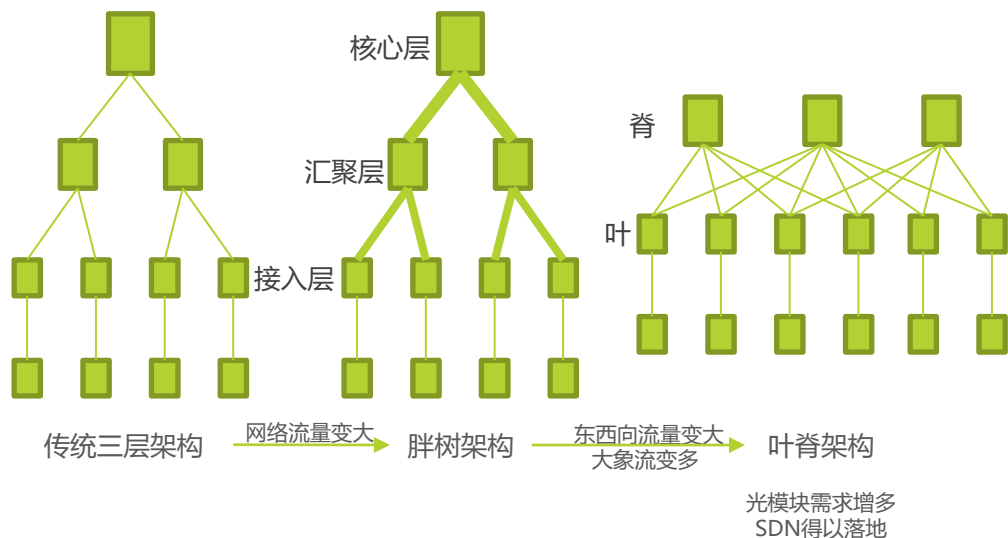 核心层
汇聚层
接入层
脊
叶
传统三层架构
网络流量变大
胖树架构
东西向流量变大
大象流变多
叶脊架构
光模块需求增多
SDN得以落地